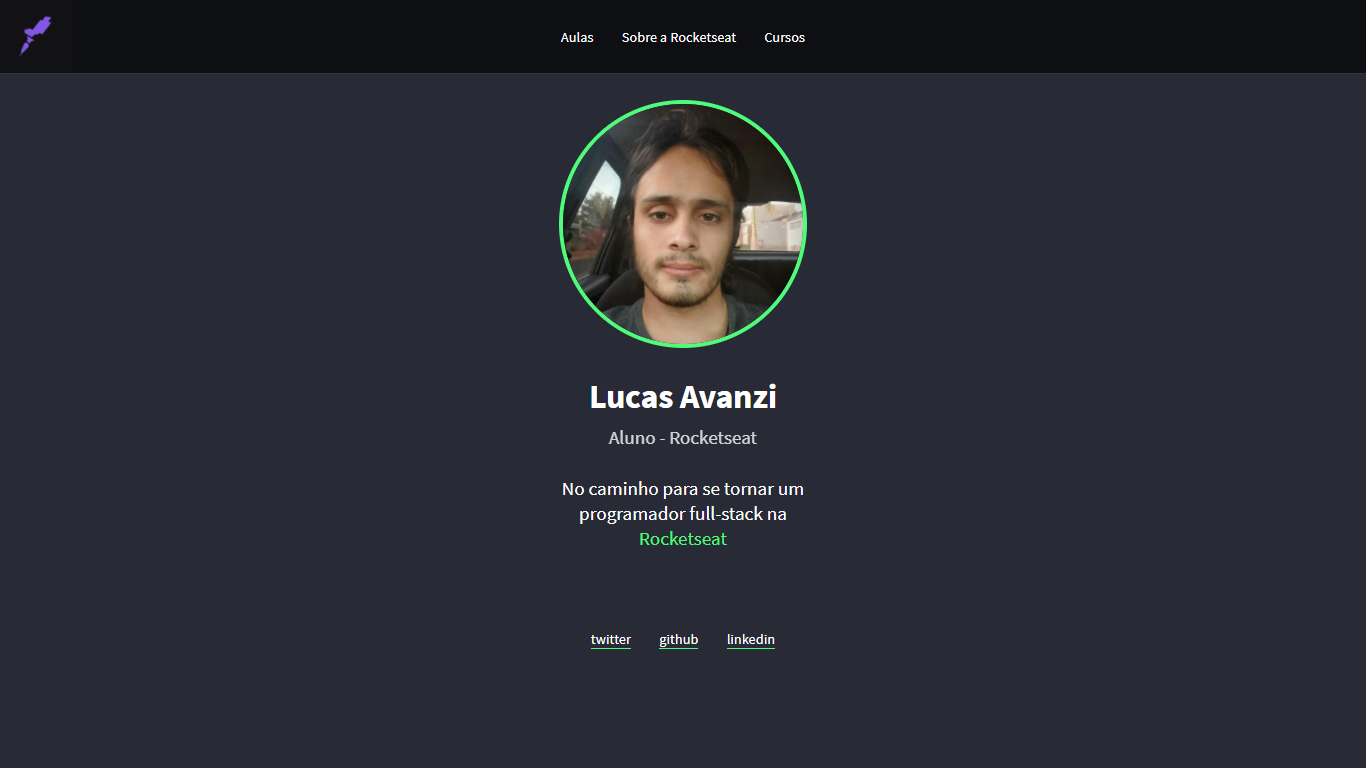 Aulas Sobre a Rocketseat Cursos
Lucas Avanzi
Aluno - Rocketseat
No caminho para se tornar um
programador full-stack na
Rocketseat
twitter github linkedin